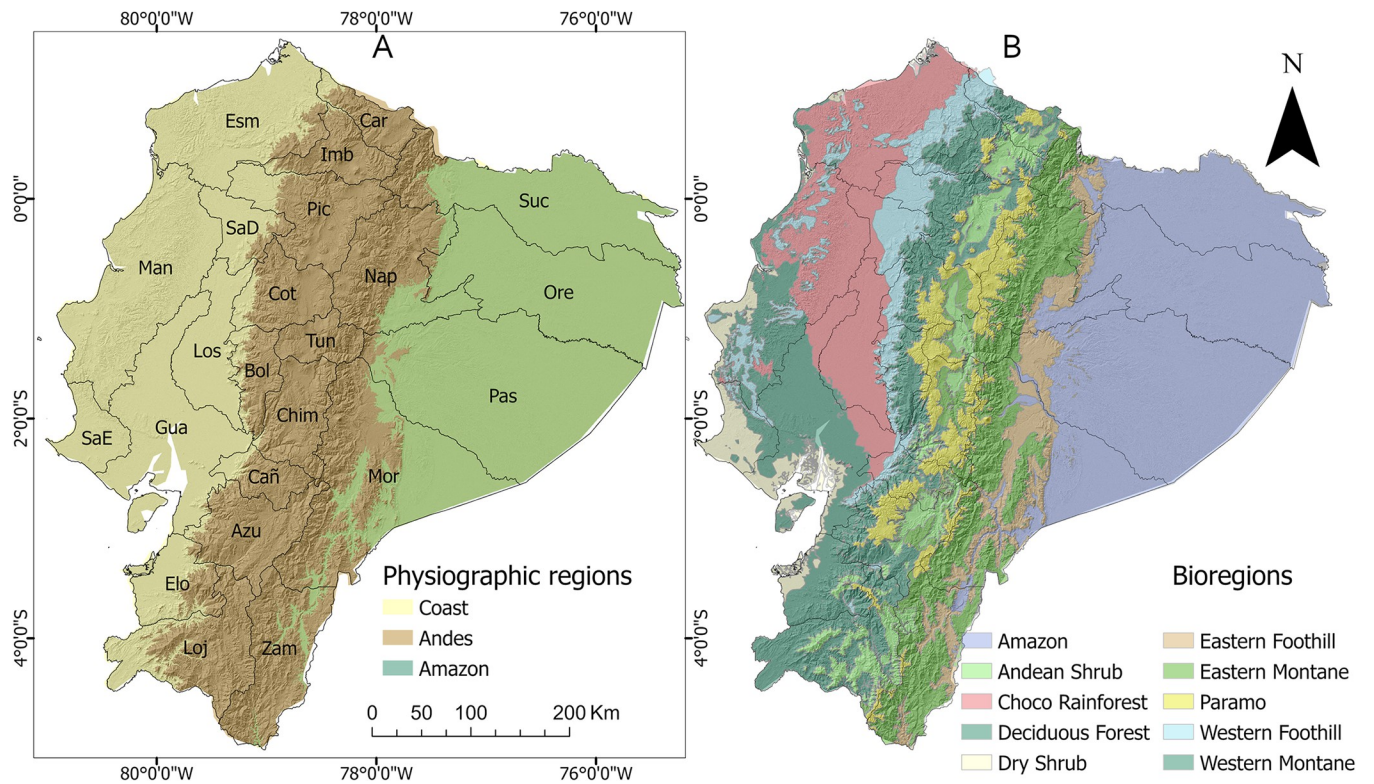 80°0'0"W 78°0'0"W 76°0'0"W
A
B
N
Esm
Car
Imb
0°0'0"
0°0'0"
Suc
Pic
SaD
Man
Nap
Cot
Ore
Tun
Los
Bol
Pas
Chim
2°0'0"S
2°0'0"S
Gua
SaE
Cañ
Mor
Azu
Elo
Loj
Zam
4°0'0"S
4°0'0"S
Physiographic regions
Coast
Andes
Amazon
0 50 100 200 Km
80°0'0"W 78°0'0"W 76°0'0"W
Bioregions
Amazon
Andean Shrub
Choco Rainforest
Deciduous Forest
Dry Shrub
Eastern Foothill
Eastern Montane
Paramo
Western Foothill
Western Montane